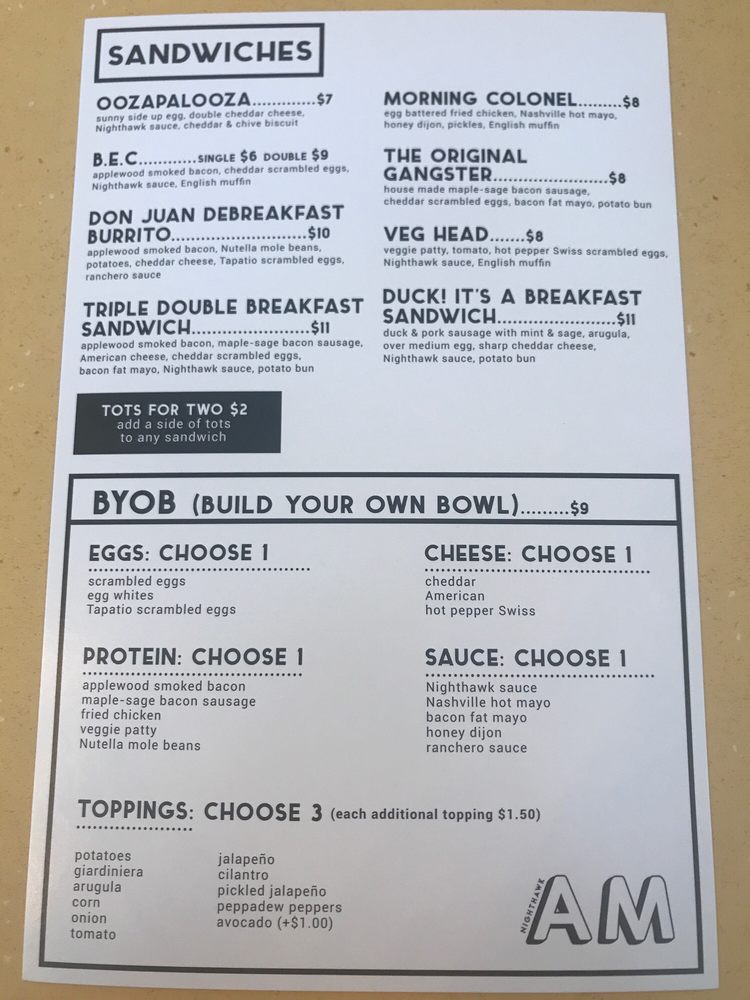 SANDWICHES
OOZAPALOOZA.............$7
sunny side up egg, double cheddar cheese,
Nighthawk sauce, cheddar & chive biscuit
B.E.C............SINGLE $6 DOUBLE $9
applewood smoked bacon, cheddar scrambled eggs,
Nighthawk sauce, English muffin
DON JUAN DEBREAKFAST
BURRITO.......................$10
applewood smoked bacon, Nutella mole beans,
potatoes, cheddar cheese, Tapatio scrambled eggs,
ranchero sauce
TRIPLE DOUBLE BREAKFAST
SANDWICH....................$11
applewood smoked bacon, maple-sage bacon sausage,
American cheese, cheddar scrambled eggs,
bacon fat mayo, Nighthawk sauce, potato bun
MORNING COLONEL.........$8
egg battered fried chicken, Nashville hot mayo,
honey dijon, pickles, English muffin
THE ORIGINAL
GANGSTER.......................$8
house made maple-sage bacon sausage,
cheddar scrambled eggs, bacon fat mayo, potato bun
VEG HEAD.......$8
veggie patty, tomato, hot pepper Swiss scrambled eggs,
Nighthawk sauce, English muffin
DUCK! IT'S A BREAKFAST
SANDWICH........................$11
duck & pork sausage with mint & sage, arugula,
over medium egg, sharp cheddar cheese,
Nighthawk sauce, potato bun
TOTS FOR TWO $2
add a side of tots
to any sandwich
BYOB (BUILD YOUR OWN BOWL).........$9
EGGS: CHOOSE 1
scrambled eggs
egg whites
Tapatio scrambled eggs
CHEESE: CHOOSE 1
cheddar
American
hot pepper Swiss
PROTEIN: CHOOSE 1
applewood smoked bacon
maple-sage bacon sausage
fried chicken
veggie patty
Nutella mole beans
SAUCE: CHOOSE 1
Nighthawk sauce
Nashville hot mayo
bacon fat mayo
honey dijon
ranchero sauce
TOPPINGS: CHOOSE 3 (each additional topping $1.50)
potatoes
giardiniera
arugula
corn
onion
tomato
jalapeño
cilantro
pickled jalapeño
peppadew peppers
avocado (+$1.00)
NIGHTHAWK
AM